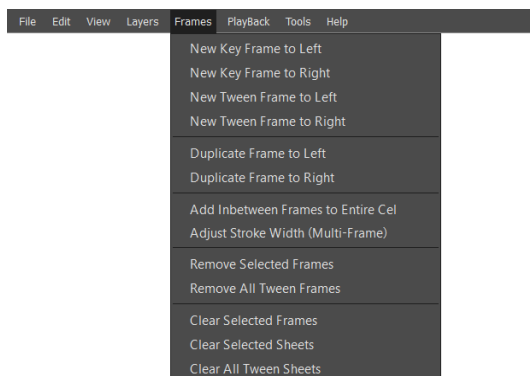 File Edit View Layers Frames PlayBack Tools Help
New Key Frame to Left
New Key Frame to Right
New Tween Frame to Left
New Tween Frame to Right
Duplicate Frame to Left
Duplicate Frame to Right
Add Inbetween Frames to Entire Cel
Adjust Stroke Width (Multi-Frame)
Remove Selected Frames
Remove All Tween Frames
Clear Selected Frames
Clear Selected Sheets
Clear All Tween Sheets